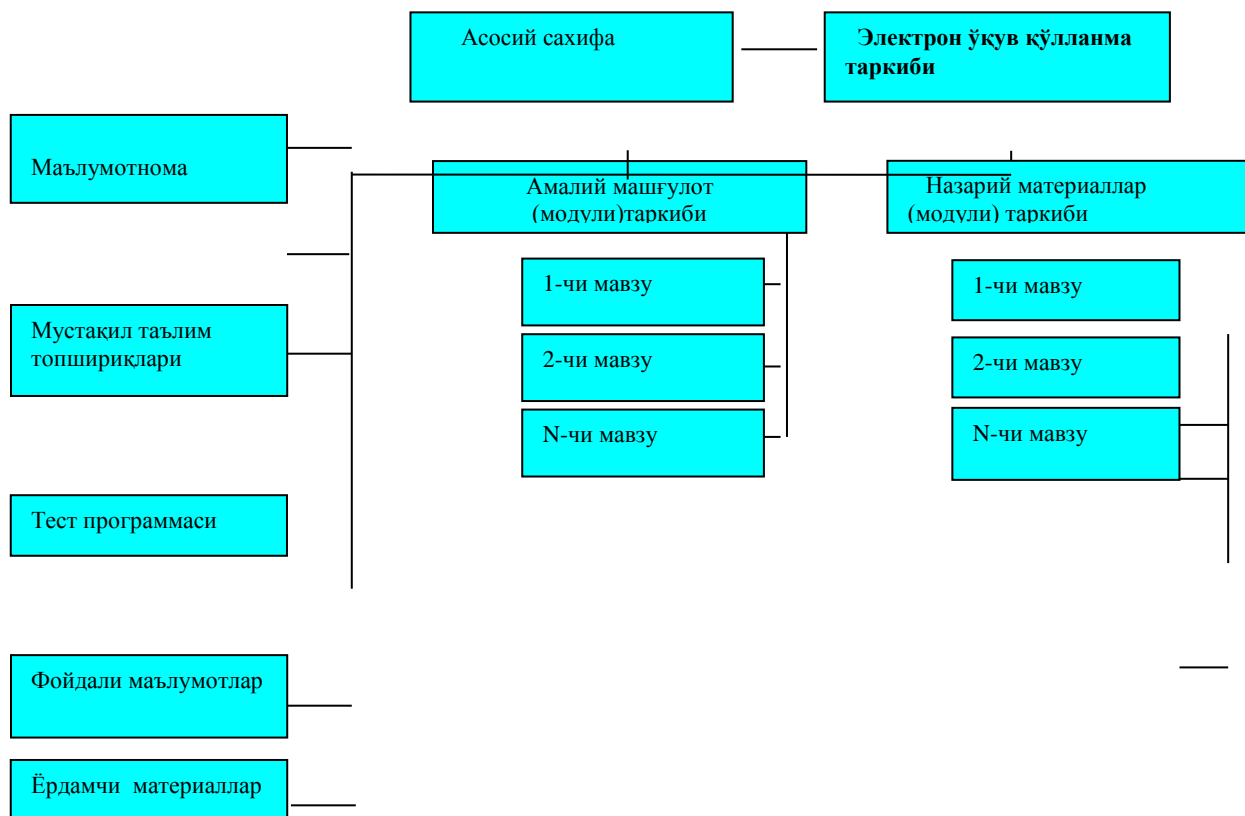 Асосий сахифа
Электрон ўқув қўлланма
таркиби
Маълумотнома
Амалий машғулот
(модули)таркиби
Назарий материаллар
(модули) таркиби
1-чи мавзу
1-чи мавзу
Мустақил таълим
топшириқлари
2-чи мавзу
2-чи мавзу
N-чи мавзу
N-чи мавзу
Тест программаси
Фойдали маълумотлар
Ёрдамчи материаллар